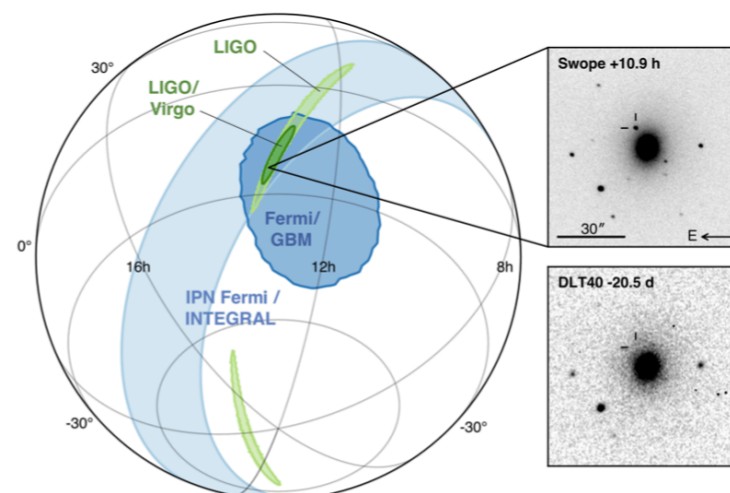 LIGO
LIGO/
Virgo
30°
0°
16h
12h
8h
Fermi/
GBM
IPN Fermi /
INTEGRAL
-30°
-30°
Swope +10.9 h
30"
E
DLT40 -20.5 d